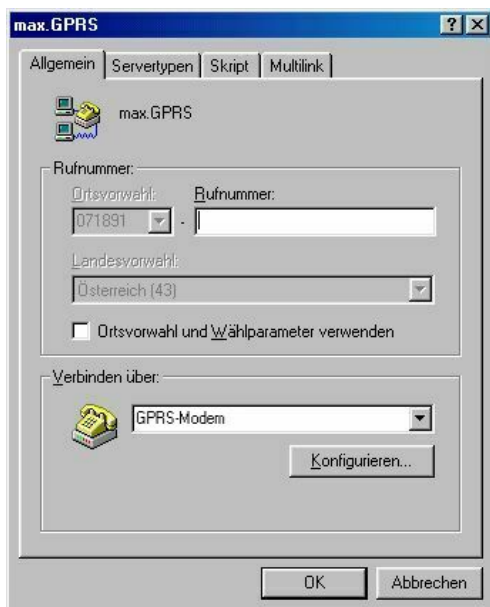 max.GPRS
Allgemein Servertypen Skript Multilink
max.GPRS
Rufnummer:
Ortsvorwahl: Rufnummer:
071891 -
Landesvorwahl:
Österreich (43)
Ortsvorwahl und Wählparameter verwenden
Verbinden über:
GPRS-Modem
Konfigurieren...
OK Abbrechen